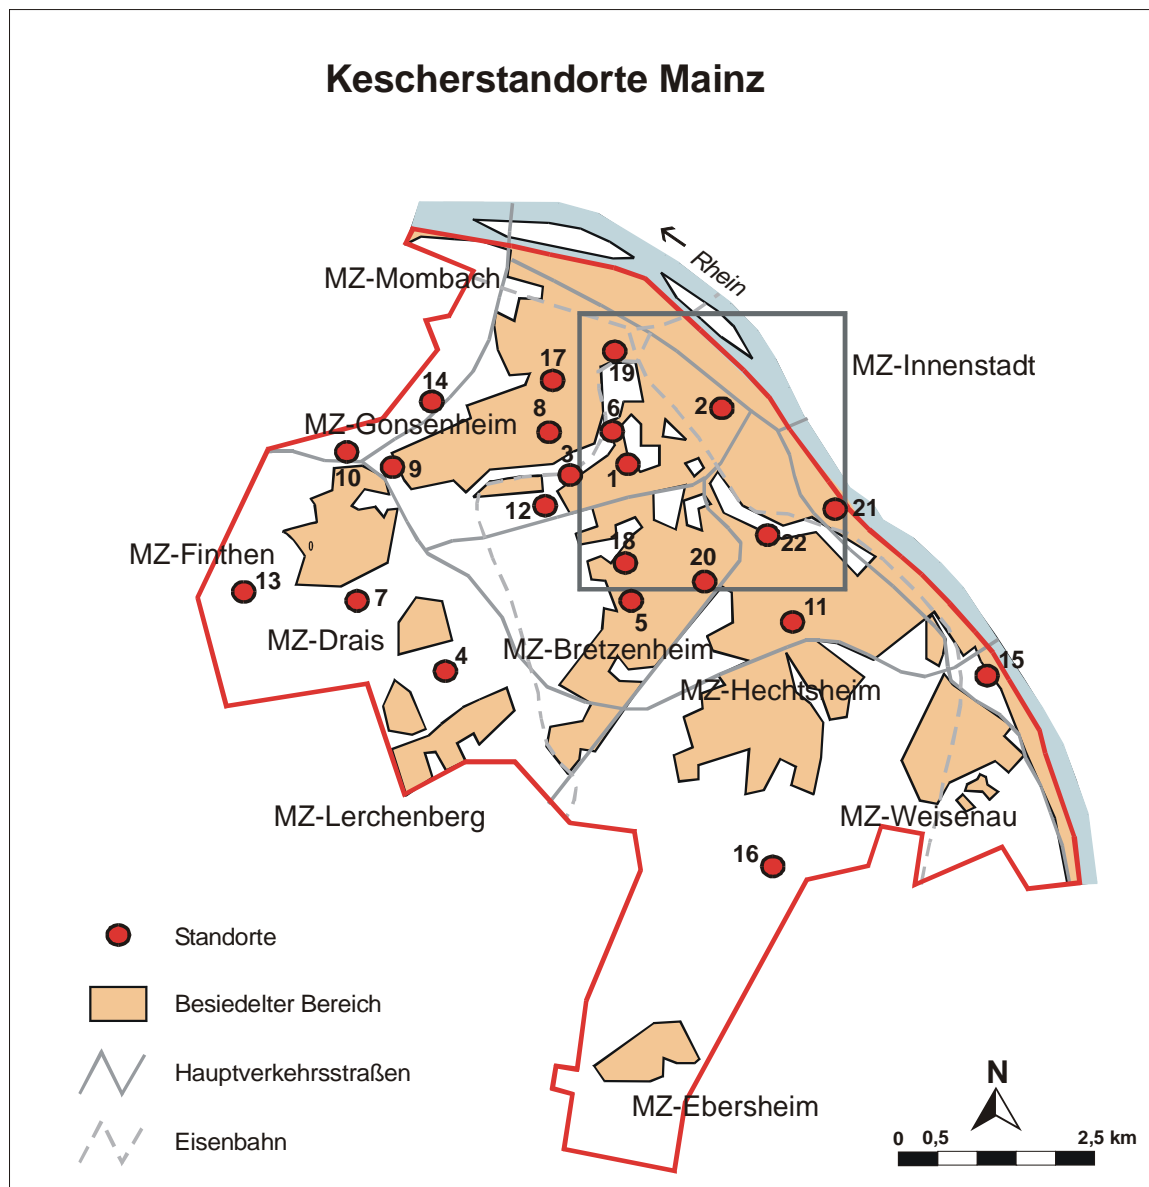 Kescherstandorte Mainz
Rhein
MZ-Mombach
MZ-Innenstadt
17
19
14
2
8
6
MZ-Gonsenheim
10
9
3
1
12
21
22
18
20
MZ-Finthen
13
7
5
11
MZ-Drais
MZ-Bretzenheim
4
15
MZ-Hechtsheim
MZ-Lerchenberg
MZ-Weisenau
16
Standorte
Besiedelter Bereich
Hauptverkehrsstraßen
Eisenbahn
MZ-Ebersheim
N
0 0,5 2,5 km
0